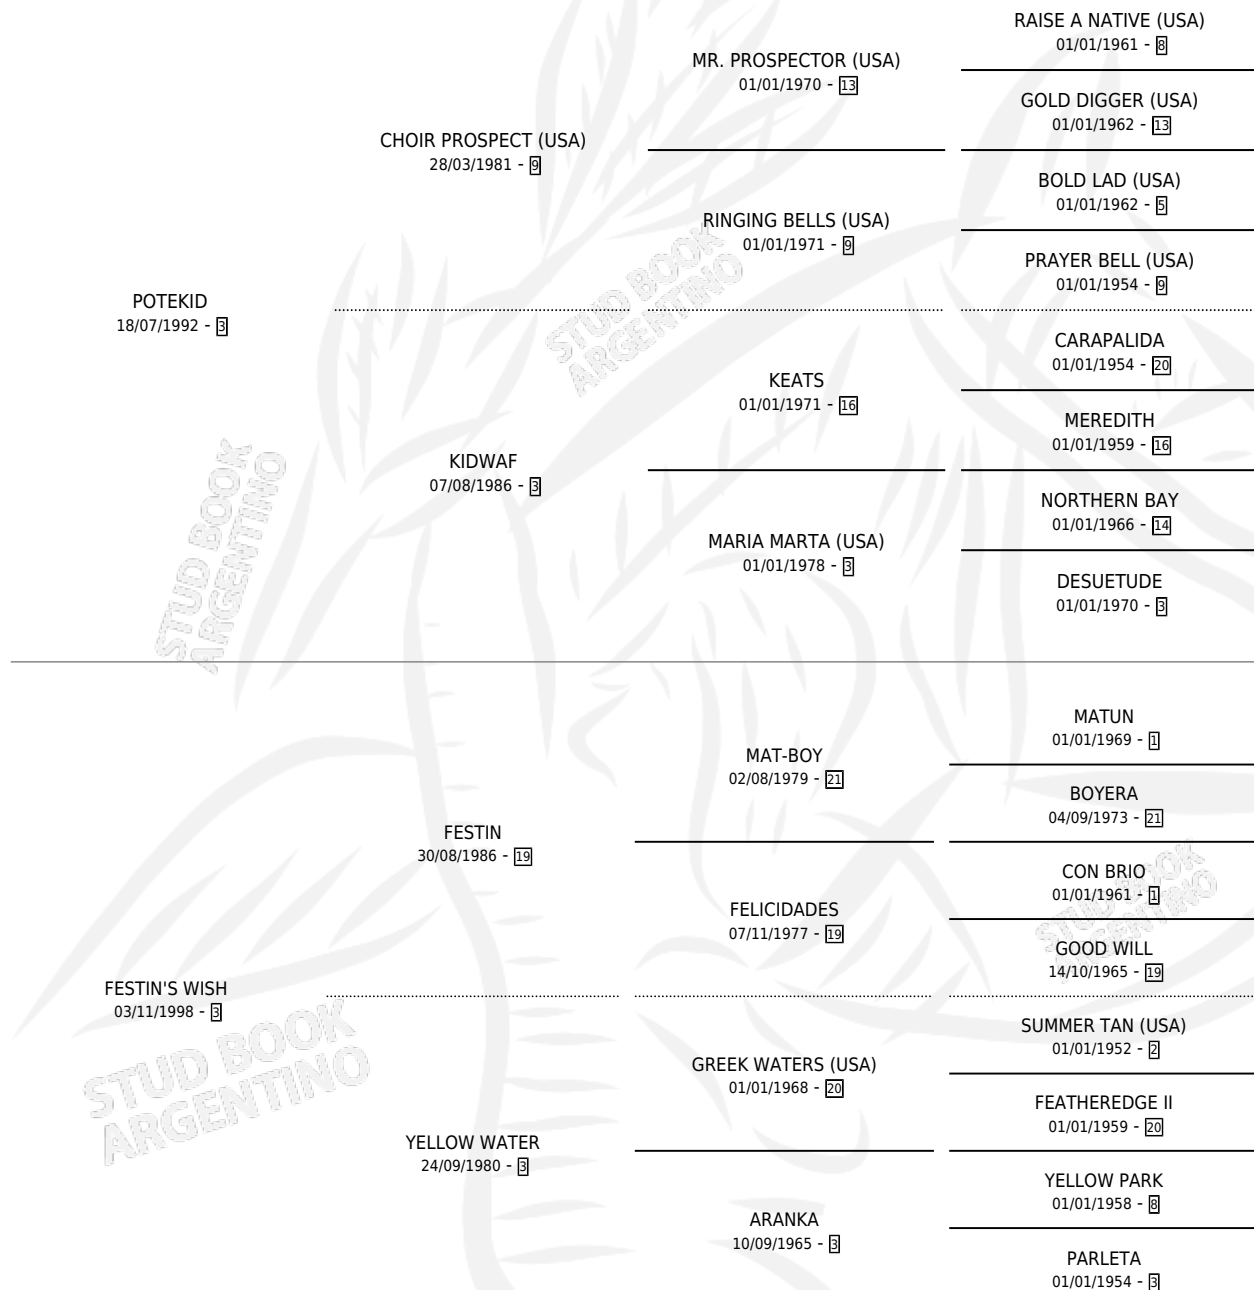 RAISE A NATIVE (USA)
01/01/1961 - 8
MR. PROSPECTOR (USA)
01/01/1970 - 13
GOLD DIGGER (USA)
01/01/1962 - 13
CHOIR PROSPECT (USA)
28/03/1981 - 9
BOLD LAD (USA)
01/01/1962 - 5
RINGING BELLS (USA)
01/01/1971 - 9
PRAYER BELL (USA)
01/01/1954 - 9
POTEKID
18/07/1992 - 3
CARAPALIDA
01/01/1954 - 20
KEATS
01/01/1971 - 16
MEREDITH
01/01/1959 - 16
KIDWAF
07/08/1986 - 3
NORTHERN BAY
01/01/1966 - 14
MARIA MARTA (USA)
01/01/1978 - 3
DESUETUDE
01/01/1970 - 3
MATUN
01/01/1969 - 1
MAT-BOY
02/08/1979 - 21
BOYERA
04/09/1973 - 21
FESTIN
30/08/1986 - 19
CON BRIO
01/01/1961 - 1
FELICIDADES
07/11/1977 - 19
GOOD WILL
14/10/1965 - 19
FESTIN'S WISH
03/11/1998 - 3
SUMMER TAN (USA)
01/01/1952 - 2
GREEK WATERS (USA)
01/01/1968 - 20
FEATHEREDGE II
01/01/1959 - 20
YELLOW WATER
24/09/1980 - 3
YELLOW PARK
01/01/1958 - 8
ARANKA
10/09/1965 - 3
PARLETA
01/01/1954 - 3
STUD BOOK
ARGENTINO
STUD BOOK
ARGENTINO
STUD BOOK
ARGENTINO
STUD BOOK
ARGENTINO